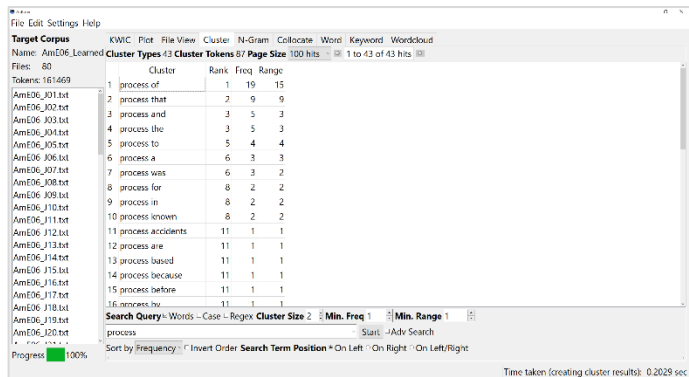 File Edit Settings Help
Target Corpus
Name: AmE06_Learned
Files: 80
Tokens: 161469
AmE06_J01.txt
AmE06_J02.txt
AmE06_J03.txt
AmE06_J04.txt
AmE06_J05.txt
AmE06_J06.txt
AmE06_J07.txt
AmE06_J08.txt
AmE06_J09.txt
AmE06_J10.txt
AmE06_J11.txt
AmE06_J12.txt
AmE06_J13.txt
AmE06_J14.txt
AmE06_J15.txt
AmE06_J16.txt
AmE06_J17.txt
AmE06_J18.txt
AmE06_J19.txt
AmE06_J20.txt
Progress 100%
KWIC Plot File View Cluster N-Gram Collocate Word Keyword Wordcloud
Cluster Types 43 Cluster Tokens 87 Page Size 100 hits 1 to 43 of 43 hits
Cluster Rank Freq Range
1 process of 1 19 15
2 process that 2 9 9
3 process and 3 5 3
4 process the 3 5 3
5 process to 5 4 4
6 process a 6 3 3
7 process was 6 3 2
8 process for 8 2 2
9 process in 8 2 2
10 process known 8 2 2
11 process accidents 11 1 1
12 process are 11 1 1
13 process based 11 1 1
14 process because 11 1 1
15 process before 11 1 1
16 process by 11 1 1
Search Query Words Case Regex Cluster Size 2 Min. Freq 1 Min. Range 1
process Start Adv Search
Sort by Frequency Invert Order Search Term Position On Left On Right On Left/Right
Time taken (creating cluster results): 0.2029 sec